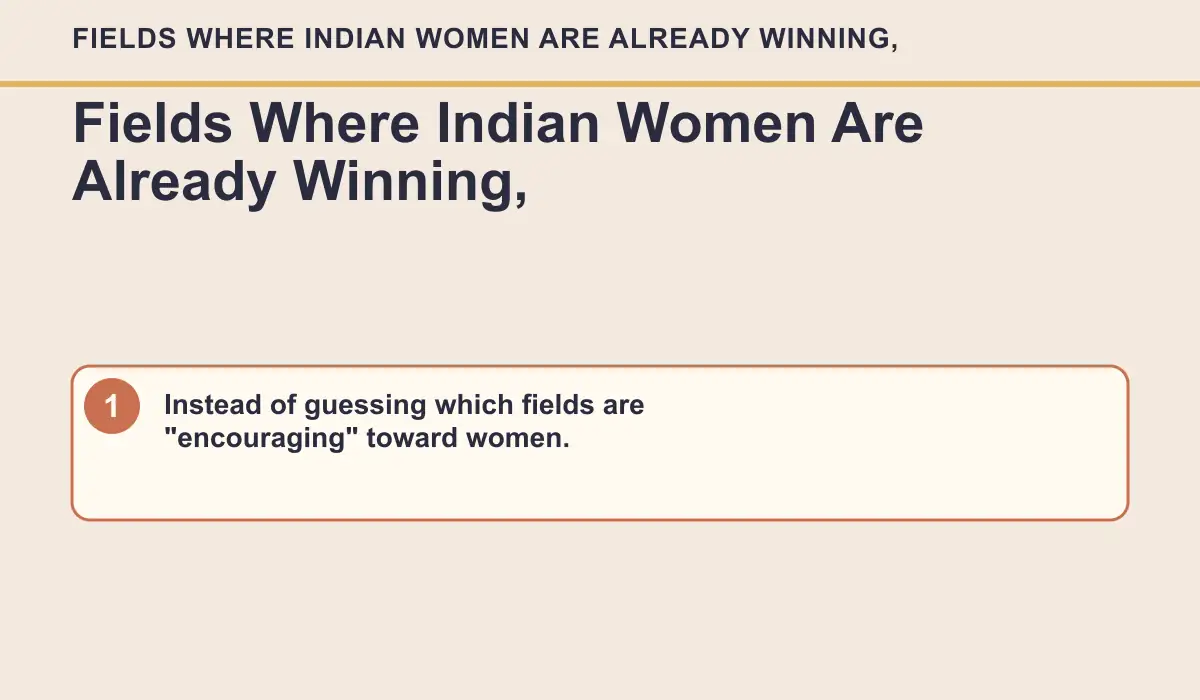 FIELDS WHERE INDIAN WOMEN ARE ALREADY WINNING,
Fields Where Indian Women Are
Already Winning,
1
Instead of guessing which fields are
"encouraging" toward women.